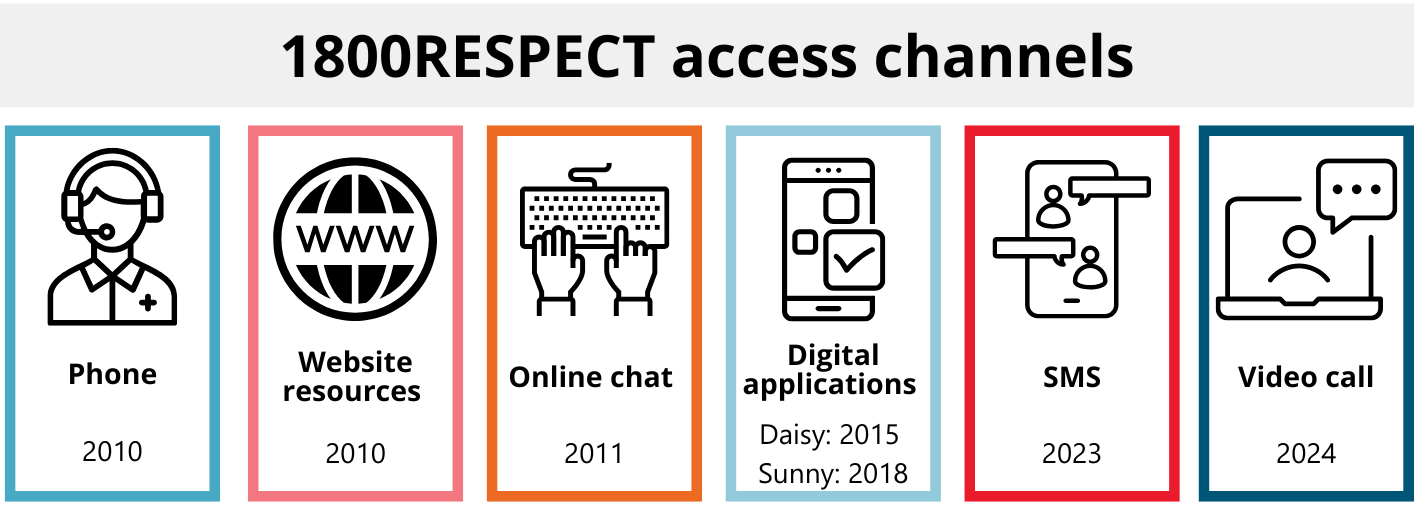 1800RESPECT access channels
Phone
2010
WWW
Website
resources
2010
Online chat
2011
Digital
applications
Daisy: 2015
Sunny: 2018
SMS
2023
Video call
2024